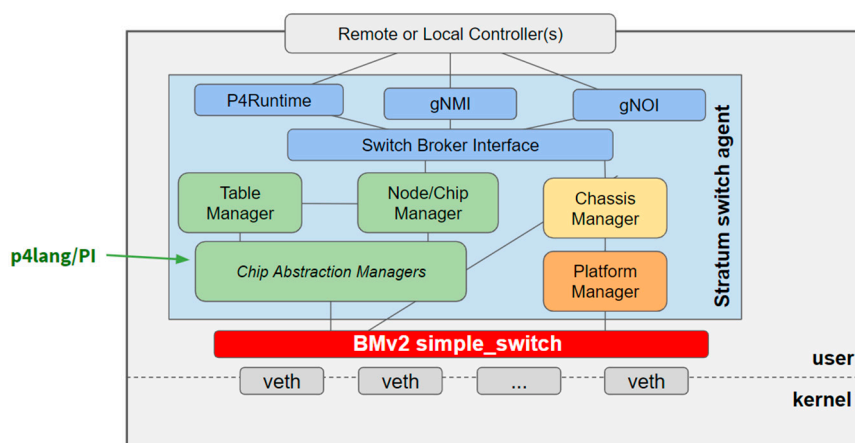 Remote or Local Controller(s)
P4Runtime
gNMI
gNOI
Switch Broker Interface
Table
Manager
Node/Chip
Manager
Chassis
Manager
Stratum switch agent
p4lang/PI
Chip Abstraction Managers
Platform
Manager
BMv2 simple_switch
user
veth
veth
...
veth
kernel